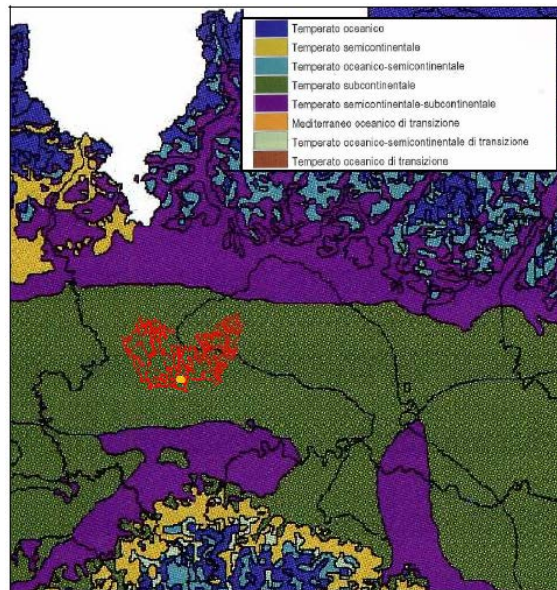 Temperato oceanico
Temperato semicontinentale
Temperato oceanico-semicontinentale
Temperato subcontinentale
Temperato semicontinentale-subcontinentale
Mediterraneo oceanico di transizione
Temperato oceanico-semicontinentale di transizione
Temperato oceanico di transizione